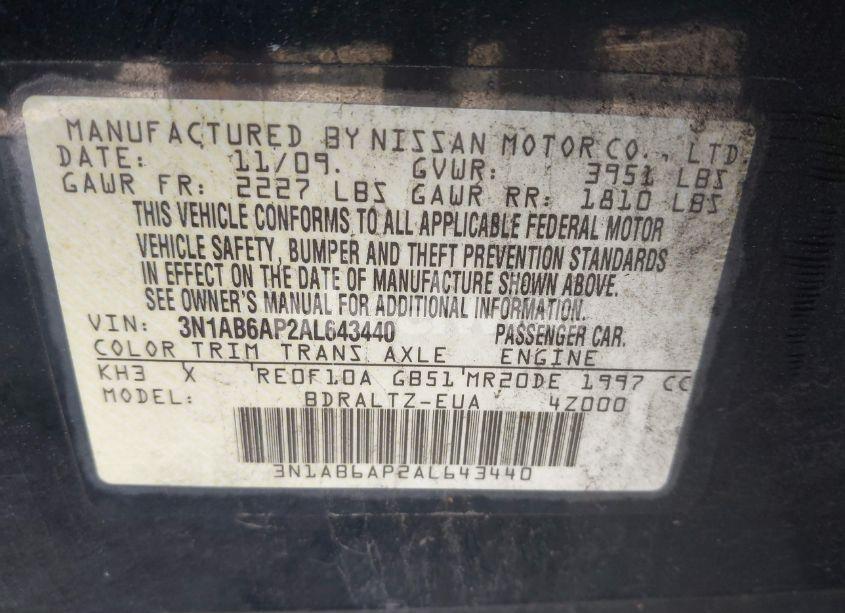 MANUFACTURED BY NISSAN MOTOR CO., LTD.
DATE: 11/09. GVWR: 3951 LBS
GAWR FR: 2227 LBS GAWR RR: 1810 LBS
THIS VEHICLE CONFORMS TO ALL APPLICABLE FEDERAL MOTOR
VEHICLE SAFETY, BUMPER AND THEFT PREVENTION STANDARDS
IN EFFECT ON THE DATE OF MANUFACTURE SHOWN ABOVE.
SEE OWNER'S MANUAL FOR ADDITIONAL INFORMATION.
VIN: 3N1AB6AP2AL643440 PASSENGER CAR.
COLOR TRIM TRANS AXLE ENGINE
KH3 X RE0F10A GB51 MR20DE 1997 CC
MODEL: BDRALTZ-EUA 4Z000
3N1AB6AP2AL643440